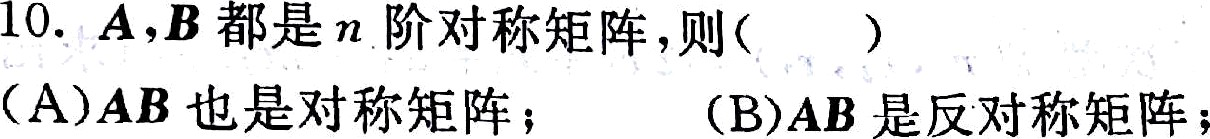 10. A,B 都是 n 阶对称矩阵,则(  )
(A)AB 也是对称矩阵; (B)AB 是反对称矩阵;